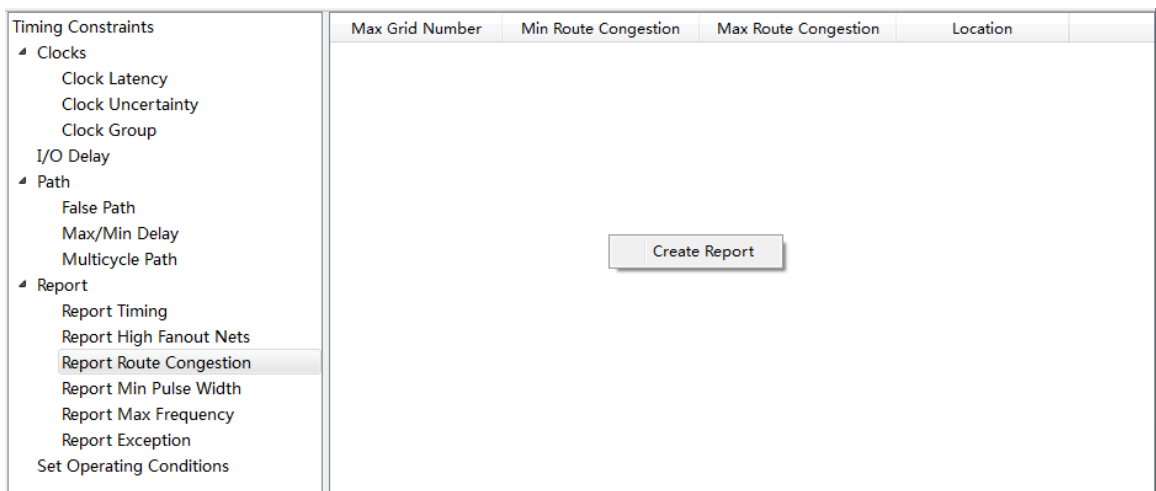 Timing Constraints
Clocks
Clock Latency
Clock Uncertainty
Clock Group
I/O Delay
Path
False Path
Max/Min Delay
Multicycle Path
Report
Report Timing
Report High Fanout Nets
Report Route Congestion
Report Min Pulse Width
Report Max Frequency
Report Exception
Set Operating Conditions
Max Grid Number Min Route Congestion Max Route Congestion Location
Create Report